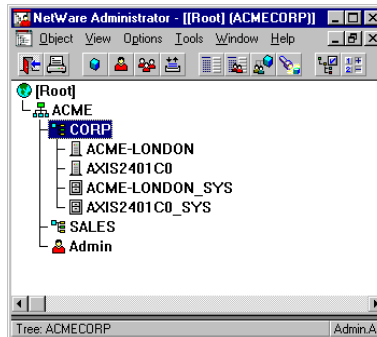 NetWare Administrator - [[Root] (ACMECORP)]
Object View Options Tools Window Help
[Root]
ACME
CORP
ACME-LONDON
AXIS2401C0
ACME-LONDON_SYS
AXIS2401C0_SYS
SALES
Admin
Tree: ACMECORP Admin.A